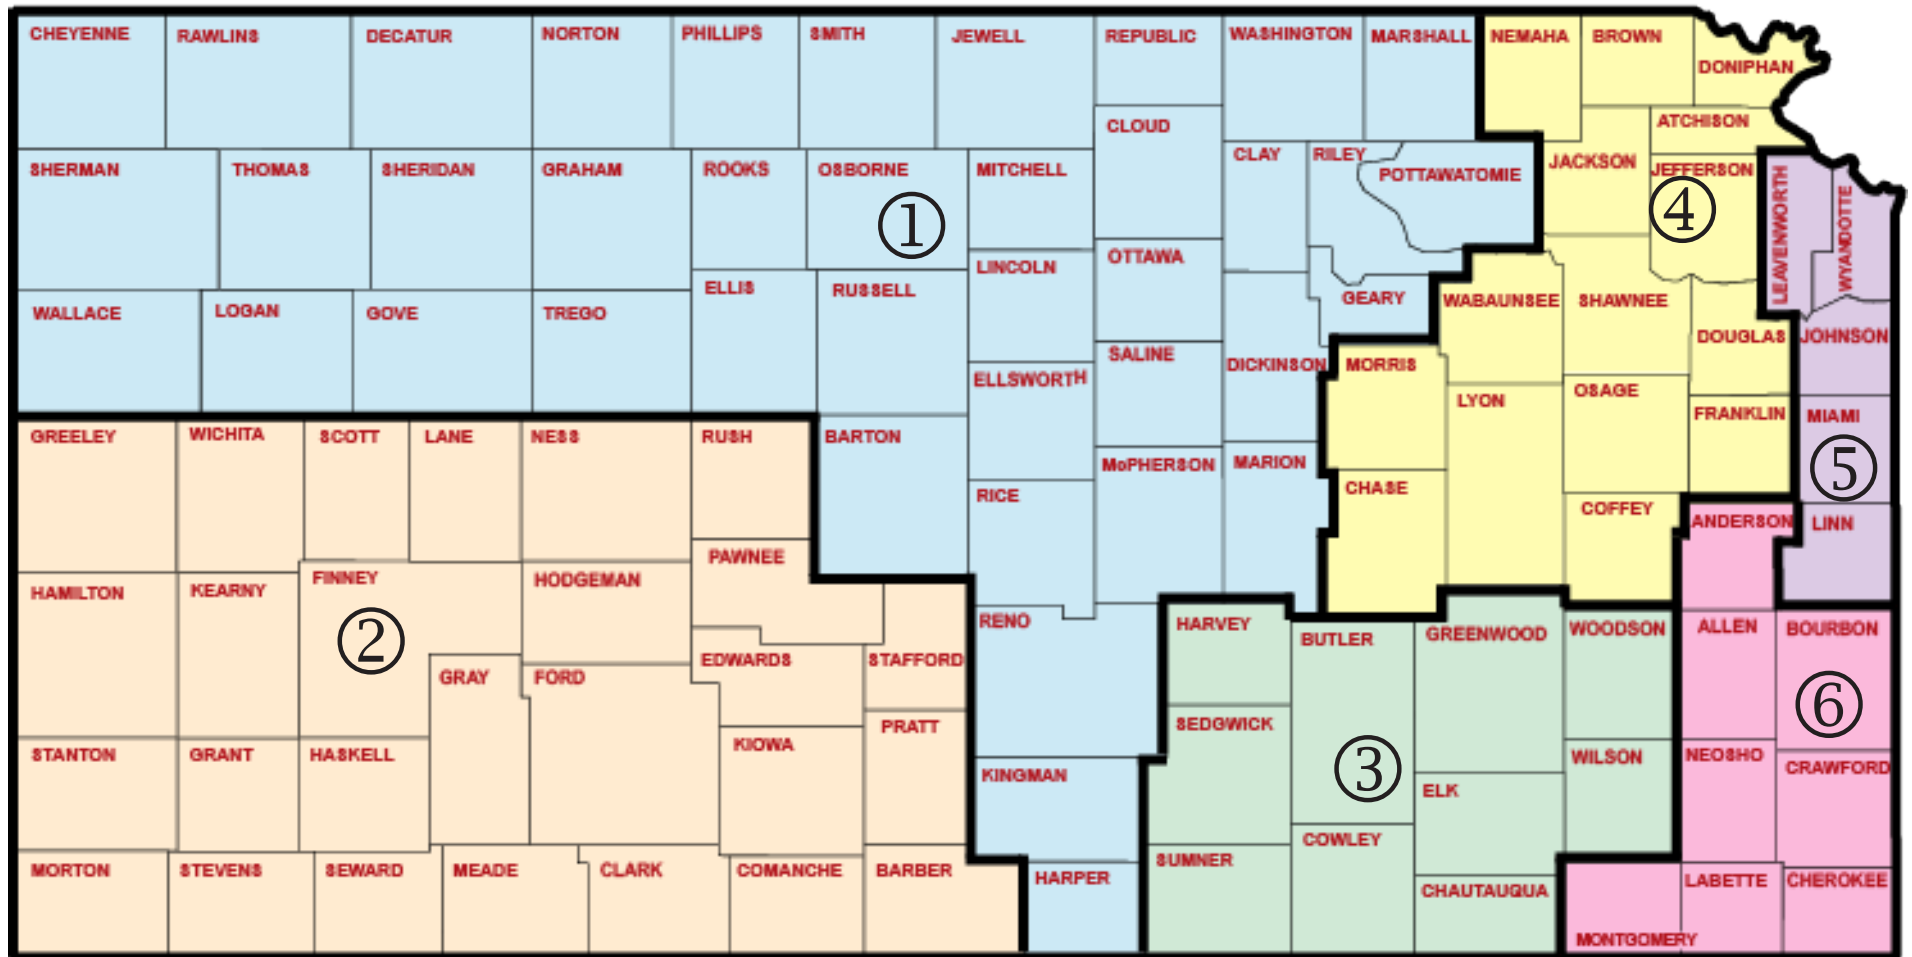 CHEYENNE RAWLINS DECATUR NORTON PHILLIPS SMITH JEWELL REPUBLIC WASHINGTON MARSHALL NEMAHA BROWN
DONIPHAN
CLOUD ATCHISON
SHERMAN THOMAS SHERIDAN GRAHAM ROOKS OSBORNE MITCHELL CLAY RILEY POTTAWATOMIE JACKSON JEFFERSON
① ④ LEAVENWORTH WYANDOTTE
LINCOLN OTTAWA
ELLIS RUSSELL GEARY WABAUNSEE SHAWNEE
WALLACE LOGAN GOVE TREGO DOUGLAS JOHNSON
ELLSWORTH SALINE DICKINSON MORRIS
LYON OSAGE FRANKLIN MIAMI
GREELEY WICHITA SCOTT LANE NESS RUSH BARTON
McPHERSON MARION ⑤
RICE CHASE COFFEY ANDERSON LINN
PAWNEE
HAMILTON KEARNY FINNEY HODGEMAN
RENO HARVEY BUTLER GREENWOOD WOODSON ALLEN BOURBON
② EDWARDS STAFFORD
GRAY FORD
PRATT SEDGWICK ⑥
STANTON GRANT HASKELL KIOWA WILSON NEOSHO CRAWFORD
KINGMAN ③ ELK
COWLEY
MORTON STEVENS SEWARD MEADE CLARK COMANCHE BARBER HARPER SUMNER LABETTE CHEROKEE
CHAUTAUQUA
MONTGOMERY